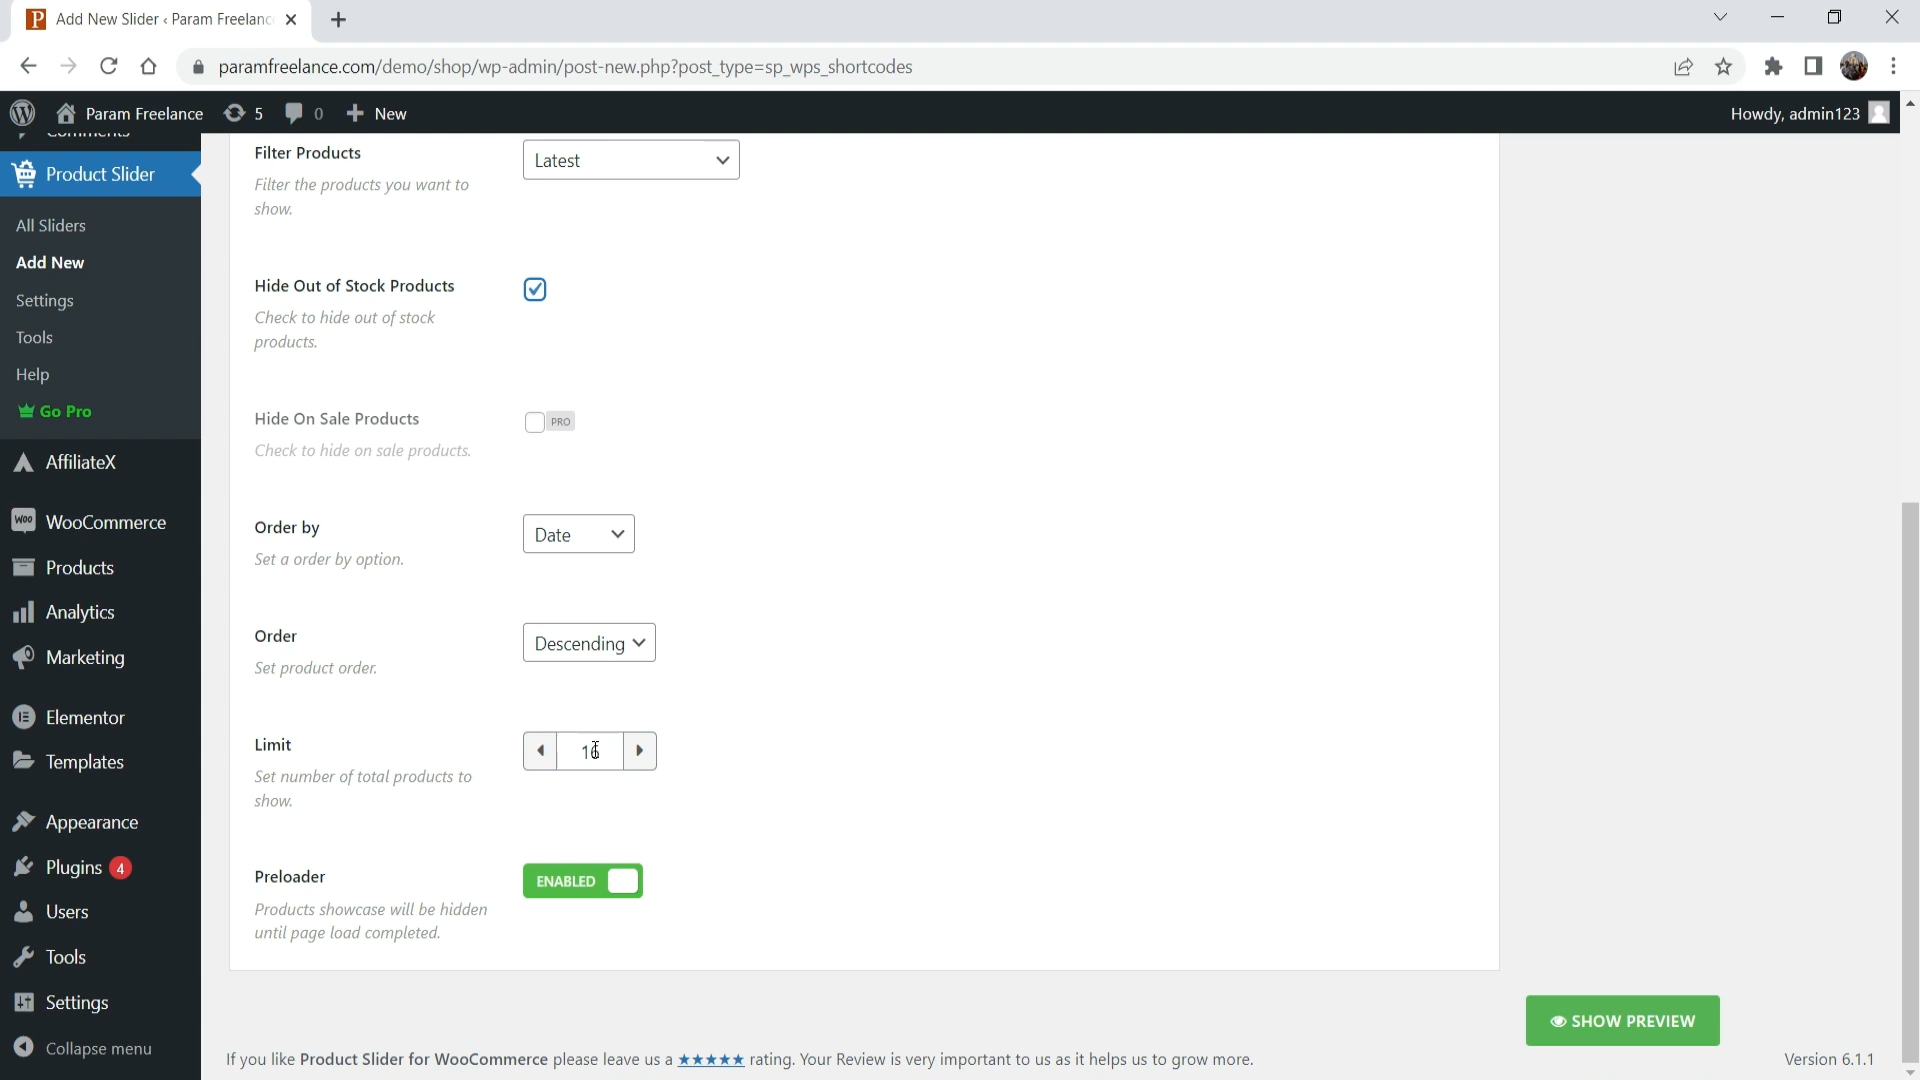 Add New Slider ‹ Param Freelanc
paramfreelance.com/demo/shop/wp-admin/post-new.php?post_type=sp_wps_shortcodes
Param Freelance 5 0 New Howdy, admin123
Comments
Product Slider
All Sliders
Add New
Settings
Tools
Help
Go Pro
AffiliateX
WooCommerce
Products
Analytics
Marketing
Elementor
Templates
Appearance
Plugins 4
Users
Tools
Settings
Collapse menu
Filter Products
Latest
Filter the products you want to
show.
Hide Out of Stock Products
Check to hide out of stock
products.
Hide On Sale Products
PRO
Check to hide on sale products.
Order by
Date
Set a order by option.
Order
Descending
Set product order.
Limit
16
Set number of total products to
show.
Preloader
ENABLED
Products showcase will be hidden
until page load completed.
SHOW PREVIEW
If you like Product Slider for WooCommerce please leave us a ★★★★★ rating. Your Review is very important to us as it helps us to grow more.
Version 6.1.1